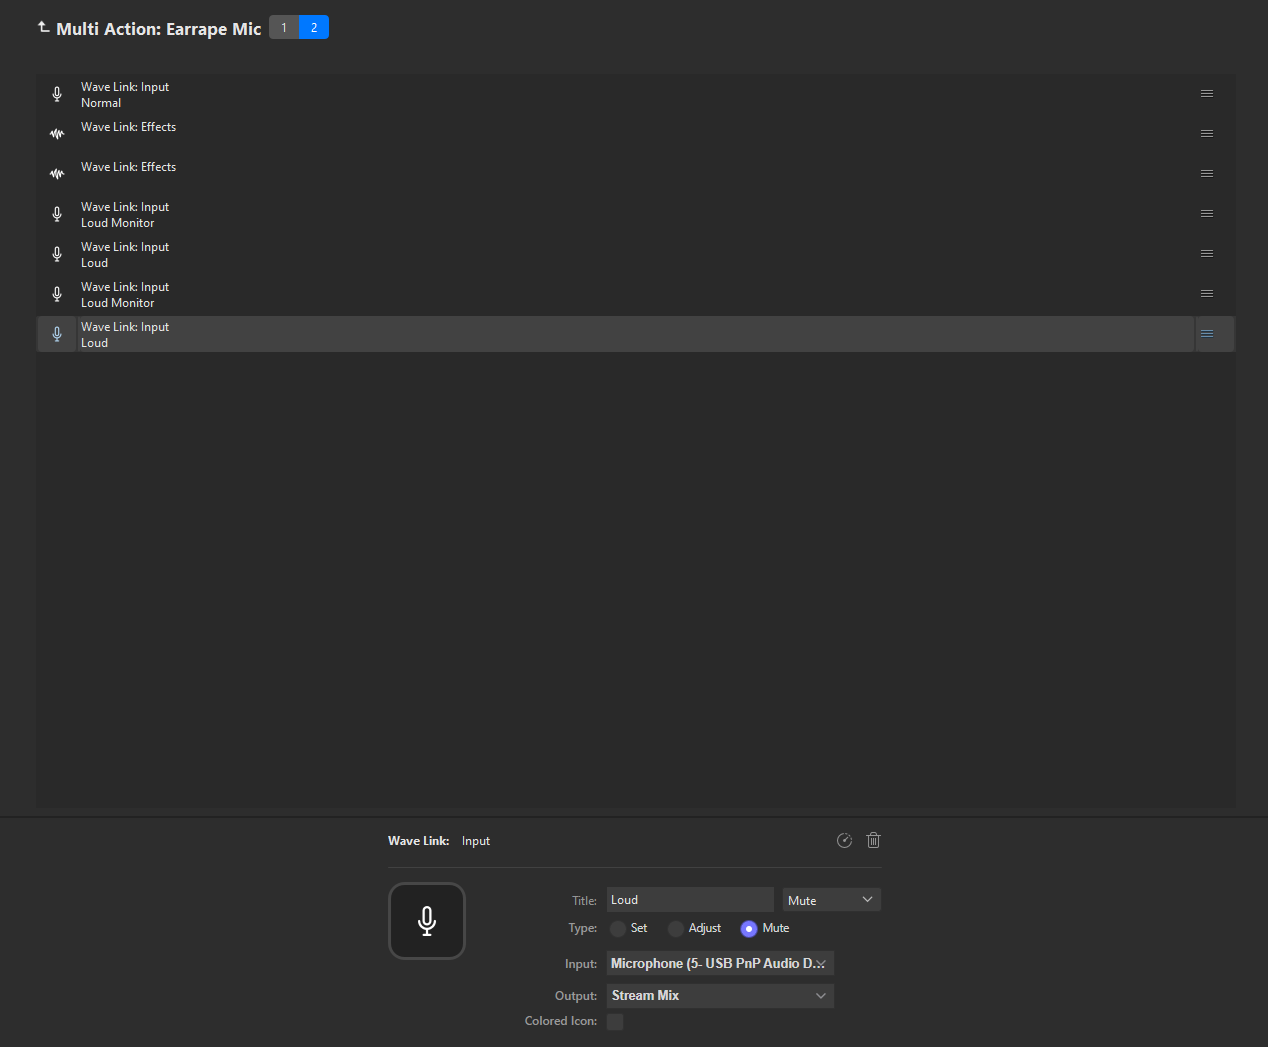 Multi Action: Earrape Mic 1 2
Wave Link: Input
Normal
Wave Link: Effects
Wave Link: Effects
Wave Link: Input
Loud Monitor
Wave Link: Input
Loud
Wave Link: Input
Loud Monitor
Wave Link: Input
Loud
Wave Link: Input
Title: Loud Mute
Type: Set Adjust Mute
Input: Microphone (5- USB PnP Audio D...
Output: Stream Mix
Colored Icon: